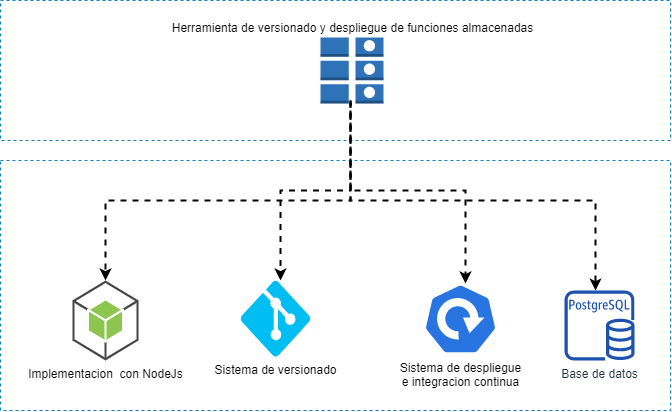 Herramienta de versionado y despliegue de funciones almacenadas
PostgreSQL
Implementacion  con NodeJs
Sistema de versionado
Sistema de despliegue
e integracion continua
Base de datos